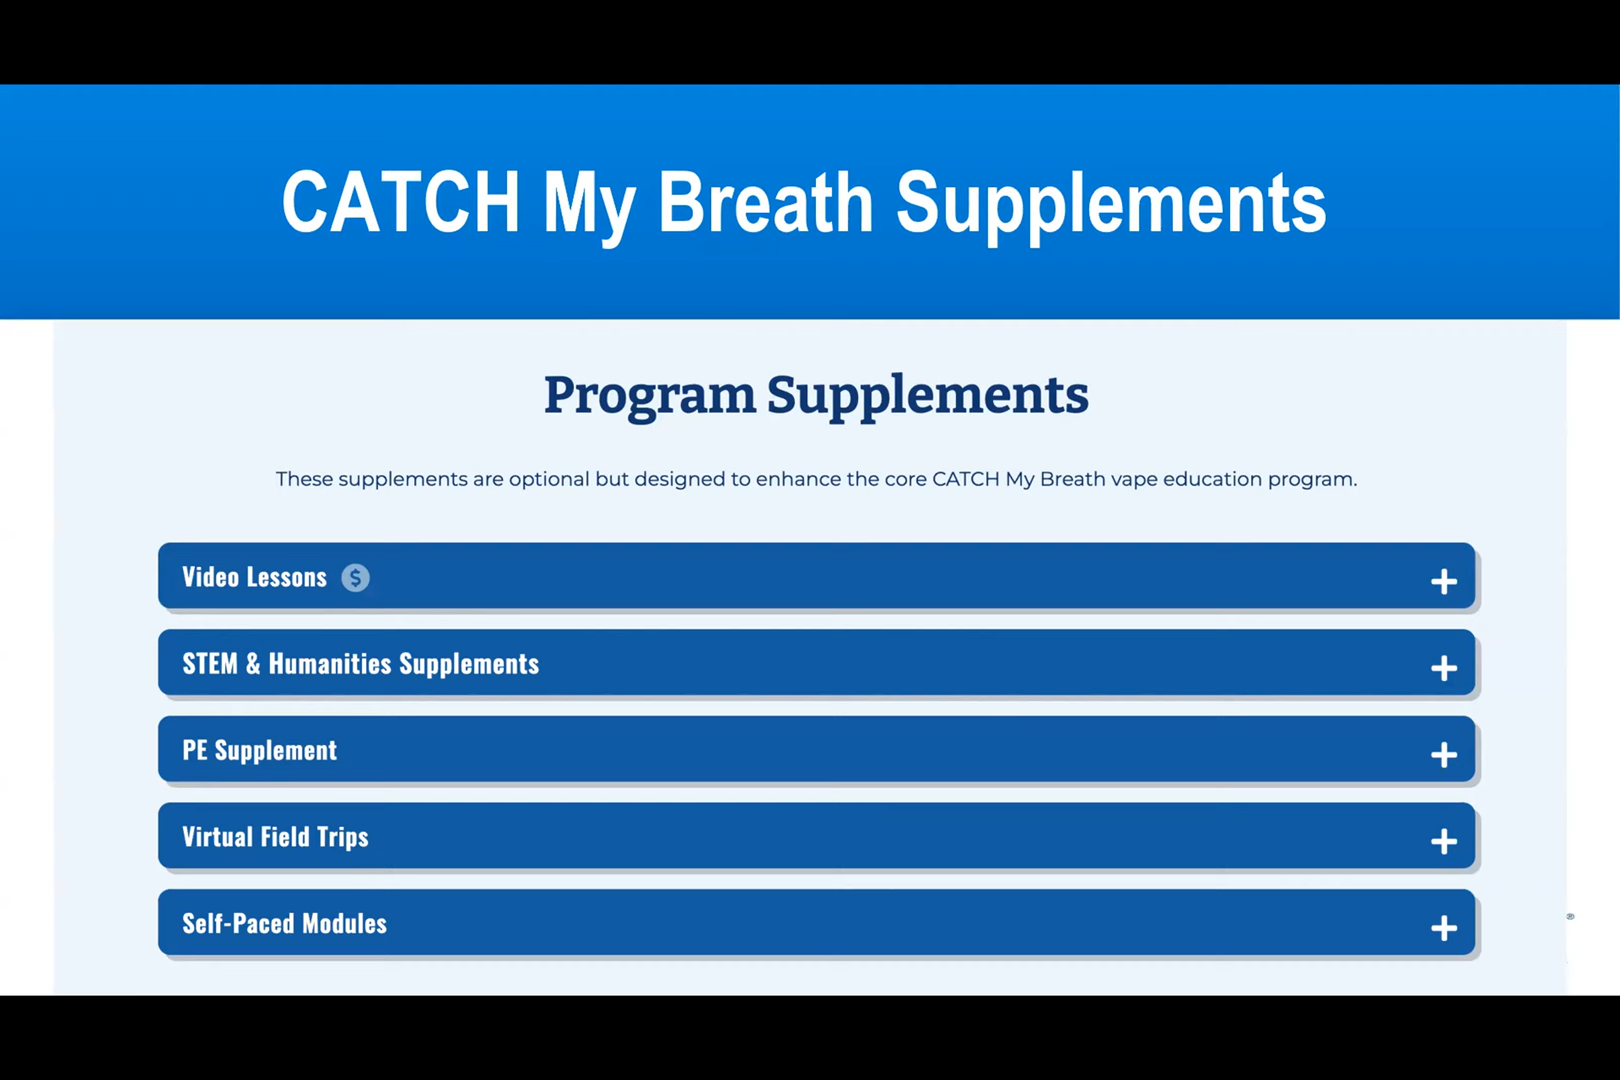 CATCH My Breath Supplements
Program Supplements
These supplements are optional but designed to enhance the core CATCH My Breath vape education program.
Video Lessons $
STEM & Humanities Supplements
PE Supplement
Virtual Field Trips
Self-Paced Modules
®